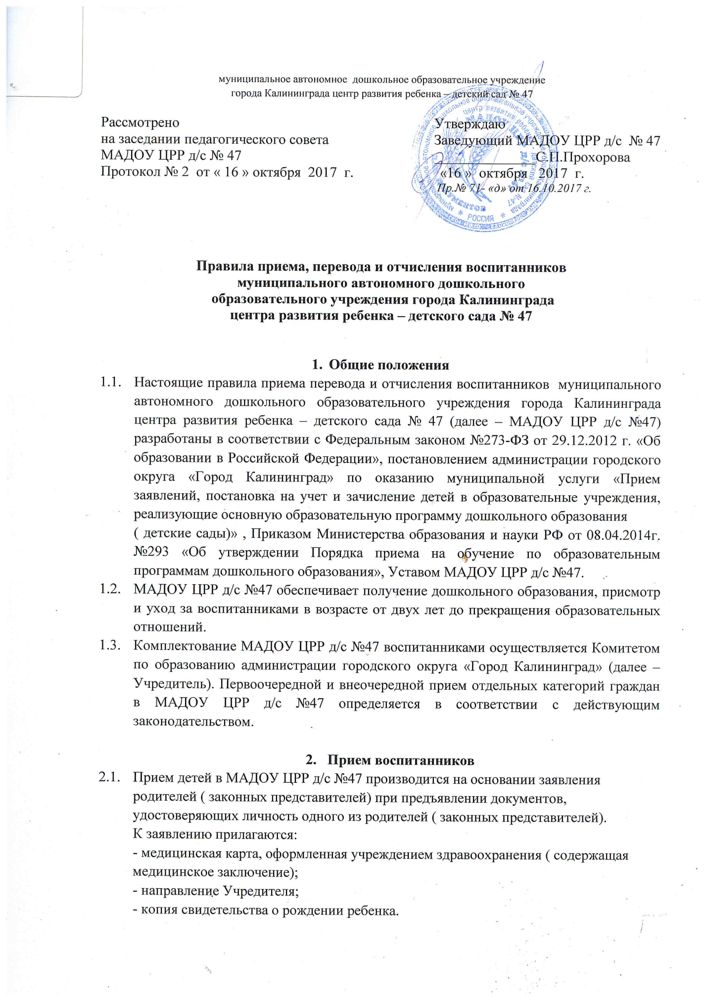 муниципальное автономное дошкольное образовательное учреждение
города Калининграда центр развития ребенка – детский сад № 47
Рассмотрено
на заседании педагогического совета
МАДОУ ЦРР д/с № 47
Протокол № 2 от « 16 » октября 2017 г.
Утверждаю
Заведующий МАДОУ ЦРР д/с № 47
_______________С.П.Прохорова
«16 » октября 2017 г.
Пр.№ 71- «д» от 16.10.2017 г.
РОССИЯ
Правила приема, перевода и отчисления воспитанников
муниципального автономного дошкольного
образовательного учреждения города Калининграда
центра развития ребенка – детского сада № 47
1. Общие положения
1.1. Настоящие правила приема перевода и отчисления воспитанников муниципального
автономного дошкольного образовательного учреждения города Калининграда
центра развития ребенка – детского сада № 47 (далее – МАДОУ ЦРР д/с №47)
разработаны в соответствии с Федеральным законом №273-ФЗ от 29.12.2012 г. «Об
образовании в Российской Федерации», постановлением администрации городского
округа «Город Калининград» по оказанию муниципальной услуги «Прием
заявлений, постановка на учет и зачисление детей в образовательные учреждения,
реализующие основную образовательную программу дошкольного образования
( детские сады)» , Приказом Министерства образования и науки РФ от 08.04.2014г.
№293 «Об утверждении Порядка приема на обучение по образовательным
программам дошкольного образования», Уставом МАДОУ ЦРР д/с №47.
1.2. МАДОУ ЦРР д/с №47 обеспечивает получение дошкольного образования, присмотр
и уход за воспитанниками в возрасте от двух лет до прекращения образовательных
отношений.
1.3. Комплектование МАДОУ ЦРР д/с №47 воспитанниками осуществляется Комитетом
по образованию администрации городского округа «Город Калининград» (далее –
Учредитель). Первоочередной и внеочередной прием отдельных категорий граждан
в МАДОУ ЦРР д/с №47 определяется в соответствии с действующим
законодательством.
2. Прием воспитанников
2.1. Прием детей в МАДОУ ЦРР д/с №47 производится на основании заявления
родителей ( законных представителей) при предъявлении документов,
удостоверяющих личность одного из родителей ( законных представителей).
К заявлению прилагаются:
- медицинская карта, оформленная учреждением здравоохранения ( содержащая
медицинское заключение);
- направление Учредителя;
- копия свидетельства о рождении ребенка.